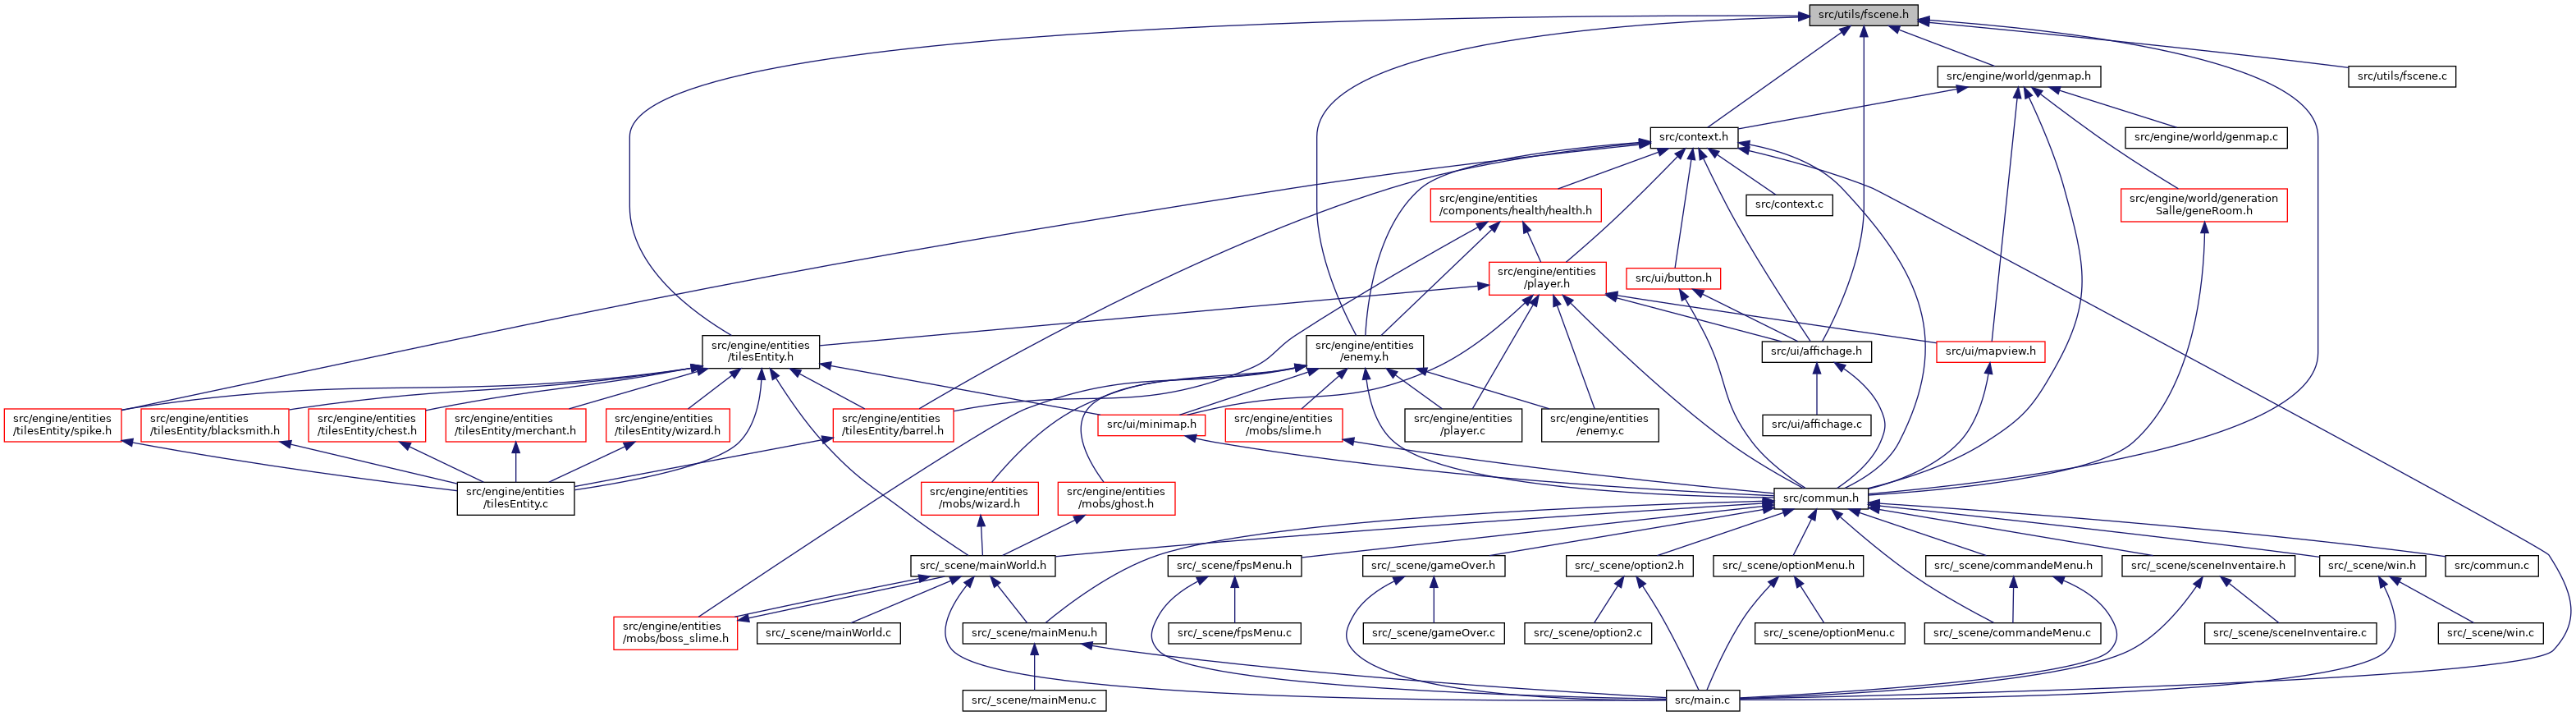 src/utils/fscene.h
src/engine/world/genmap.h
src/utils/fscene.c
src/context.h
src/engine/world/genmap.c
src/engine/entities
/components/health/health.h
src/context.c
src/engine/world/generation
Salle/geneRoom.h
src/engine/entities
/player.h
src/ui/button.h
src/engine/entities
/tilesEntity.h
src/engine/entities
/enemy.h
src/ui/affichage.h
src/ui/mapview.h
src/engine/entities
/tilesEntity/spike.h
src/engine/entities
/tilesEntity/blacksmith.h
src/engine/entities
/tilesEntity/chest.h
src/engine/entities
/tilesEntity/merchant.h
src/engine/entities
/tilesEntity/wizard.h
src/engine/entities
/tilesEntity/barrel.h
src/ui/minimap.h
src/engine/entities
/mobs/slime.h
src/engine/entities
/player.c
src/engine/entities
/enemy.c
src/ui/affichage.c
src/engine/entities
/tilesEntity.c
src/engine/entities
/mobs/wizard.h
src/engine/entities
/mobs/ghost.h
src/commun.h
src/_scene/mainWorld.h
src/_scene/fpsMenu.h
src/_scene/gameOver.h
src/_scene/option2.h
src/_scene/optionMenu.h
src/_scene/commandeMenu.h
src/_scene/sceneInventaire.h
src/_scene/win.h
src/commun.c
src/engine/entities
/mobs/boss_slime.h
src/_scene/mainWorld.c
src/_scene/mainMenu.h
src/_scene/fpsMenu.c
src/_scene/gameOver.c
src/_scene/option2.c
src/_scene/optionMenu.c
src/_scene/commandeMenu.c
src/_scene/sceneInventaire.c
src/_scene/win.c
src/_scene/mainMenu.c
src/main.c